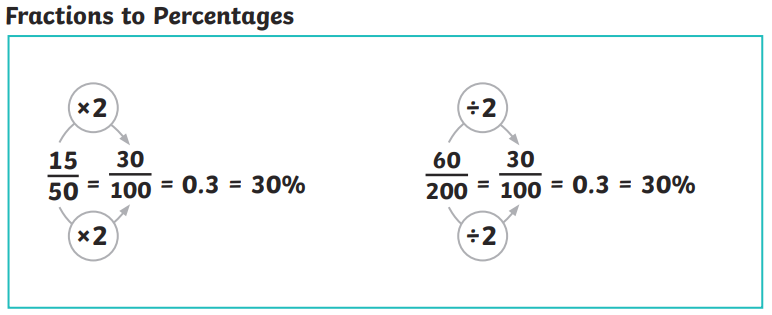 Fractions to Percentages
×2
15/50 = 30/100 = 0.3 = 30%
×2
÷2
60/200 = 30/100 = 0.3 = 30%
÷2